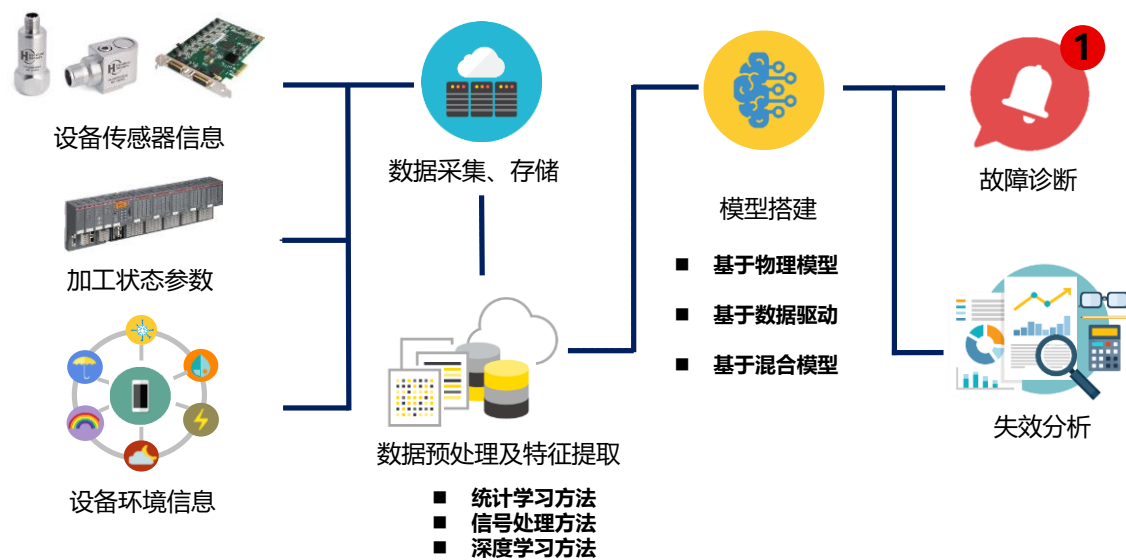 设备传感器信息
加工状态参数
设备环境信息
数据采集、存储
数据预处理及特征提取
■ 统计学习方法
■ 信号处理方法
■ 深度学习方法
模型搭建
■ 基于物理模型
■ 基于数据驱动
■ 基于混合模型
1
故障诊断
失效分析